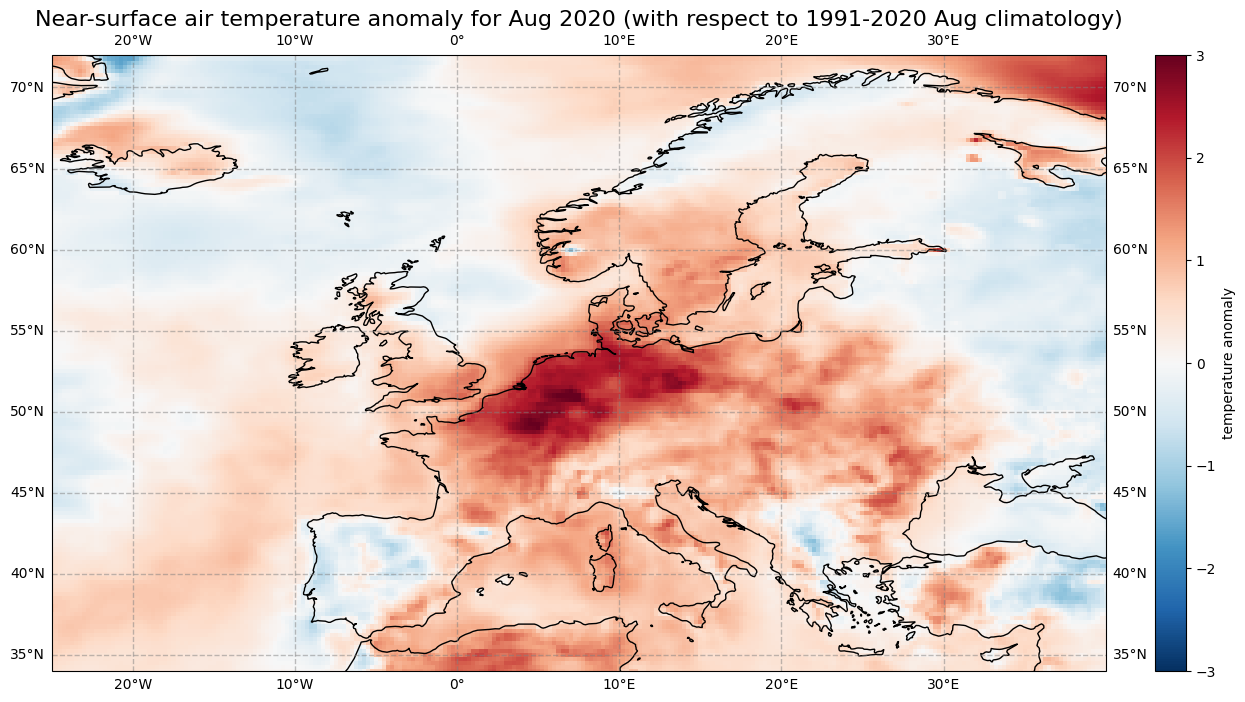 Near-surface air temperature anomaly for Aug 2020 (with respect to 1991-2020 Aug climatology)
20°W 10°W 0° 10°E 20°E 30°E
70°N 70°N
65°N 65°N
60°N 60°N
55°N 55°N
50°N 50°N
45°N 45°N
40°N 40°N
35°N 35°N
20°W 10°W 0° 10°E 20°E 30°E
3
2
1
0
−1
−2
−3
temperature anomaly